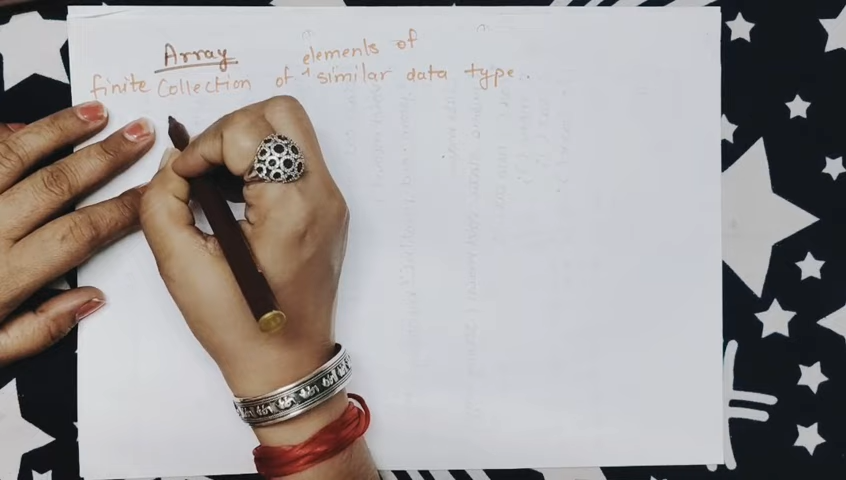 Array
finite Collection of elements of similar data type.